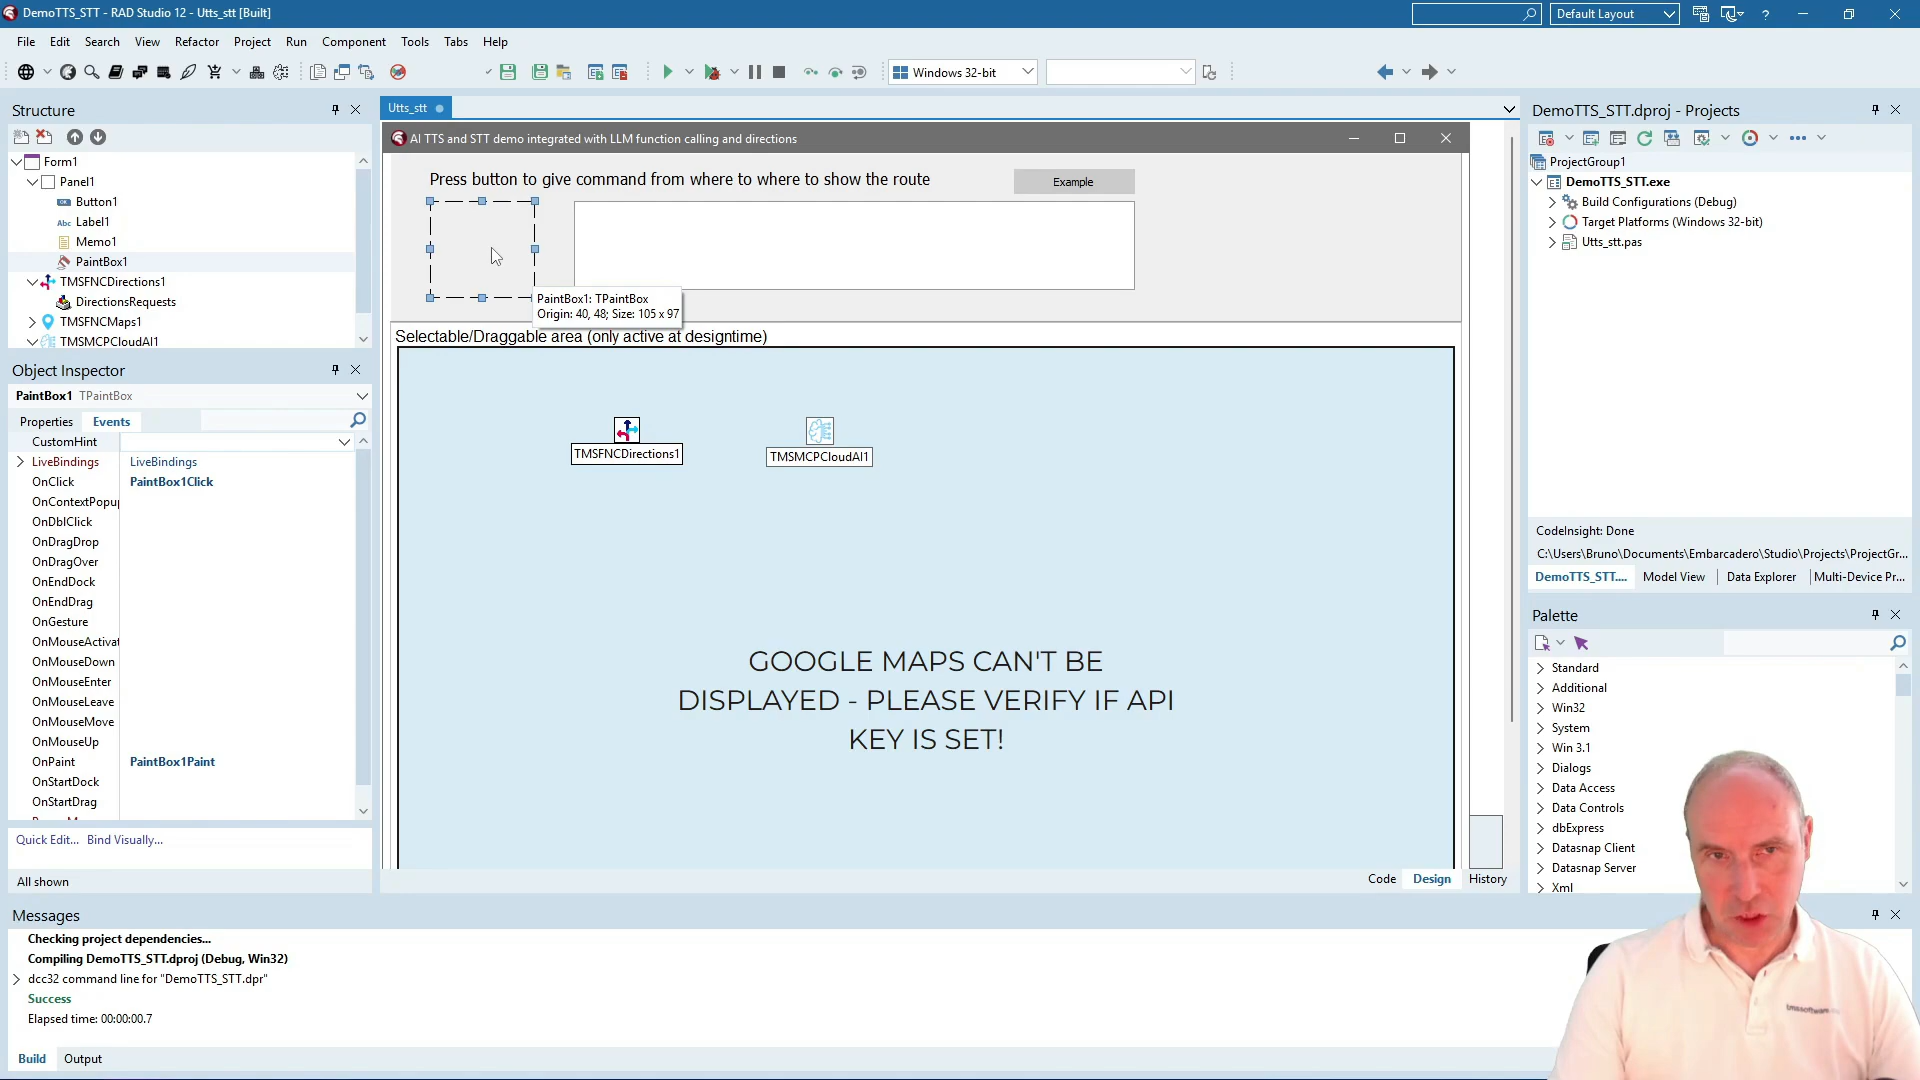 DemoTTS_STT - RAD Studio 12 - Utts_stt [Built]
Default Layout
File Edit Search View Refactor Project Run Component Tools Tabs Help
Windows 32-bit
Structure
Form1
Panel1
Button1
Label1
Memo1
PaintBox1
TMSFNCDirections1
DirectionsRequests
TMSFNCMaps1
TMSMCPCloudAI1
Object Inspector
PaintBox1 TPaintBox
Properties Events
CustomHint
LiveBindings LiveBindings
OnClick PaintBox1Click
OnContextPopup
OnDblClick
OnDragDrop
OnDragOver
OnEndDock
OnEndDrag
OnGesture
OnMouseActivat
OnMouseDown
OnMouseEnter
OnMouseLeave
OnMouseMove
OnMouseUp
OnPaint PaintBox1Paint
OnStartDock
OnStartDrag
Quick Edit... Bind Visually...
All shown
Utts_stt
AI TTS and STT demo integrated with LLM function calling and directions
Press button to give command from where to where to show the route
Example
PaintBox1: TPaintBox
Origin: 40, 48; Size: 105 x 97
Selectable/Draggable area (only active at designtime)
TMSFNCDirections1
TMSMCPCloudAI1
GOOGLE MAPS CAN'T BE
DISPLAYED - PLEASE VERIFY IF API
KEY IS SET!
Code Design History
DemoTTS_STT.dproj - Projects
ProjectGroup1
DemoTTS_STT.exe
Build Configurations (Debug)
Target Platforms (Windows 32-bit)
Utts_stt.pas
CodeInsight: Done
C:\Users\Bruno\Documents\Embarcadero\Studio\Projects\ProjectGr...
DemoTTS_STT.... Model View Data Explorer Multi-Device Pr...
Palette
Standard
Additional
Win32
System
Win 3.1
Dialogs
Data Access
Data Controls
dbExpress
Datasnap Client
Datasnap Server
Xml
Messages
Checking project dependencies...
Compiling DemoTTS_STT.dproj (Debug, Win32)
dcc32 command line for "DemoTTS_STT.dpr"
Success
Elapsed time: 00:00:00.7
Build Output